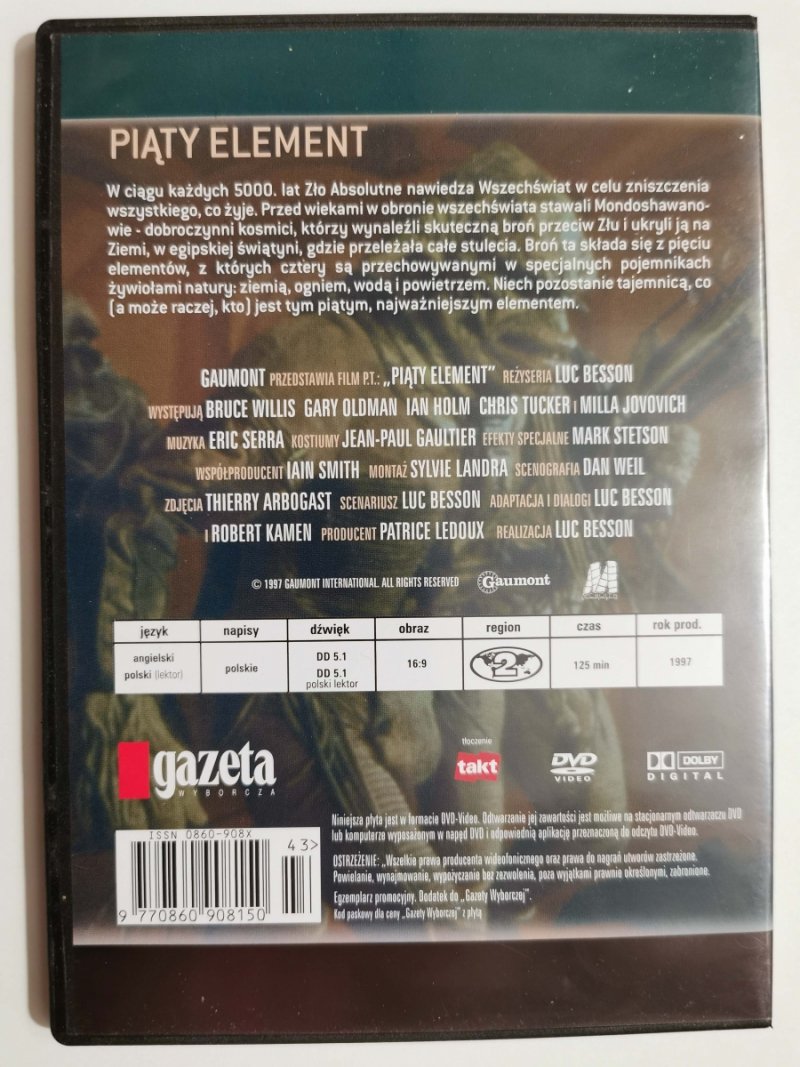 PIĄTY ELEMENT
W ciągu każdych 5000. lat Zło Absolutne nawiedza Wszechświat w celu zniszczenia
wszystkiego, co żyje. Przed wiekami w obronie wszechświata stawali Mondoshawano-
wie - dobroczynni kosmici, którzy wynaleźli skuteczną broń przeciw Złu i ukryli ją na
Ziemi, w egipskiej świątyni, gdzie przeleżała całe stulecia. Broń ta składa się z pięciu
elementów, z których cztery są przechowywanymi w specjalnych pojemnikach
żywiołami natury: ziemią, ogniem, wodą i powietrzem. Niech pozostanie tajemnicą, co
(a może raczej, kto) jest tym piątym, najważniejszym elementem.
GAUMONT PRZEDSTAWIA FILM P.T.: „PIĄTY ELEMENT” REŻYSERIA LUC BESSON
WYSTĘPUJĄ BRUCE WILLIS GARY OLDMAN IAN HOLM CHRIS TUCKER I MILLA JOVOVICH
MUZYKA ERIC SERRA KOSTIUMY JEAN-PAUL GAULTIER EFEKTY SPECJALNE MARK STETSON
WSPÓŁPRODUCENT IAIN SMITH MONTAŻ SYLVIE LANDRA SCENOGRAFIA DAN WEIL
ZDJĘCIA THIERRY ARBOGAST SCENARIUSZ LUC BESSON ADAPTACJA I DIALOGI LUC BESSON
I ROBERT KAMEN PRODUCENT PATRICE LEDOUX REALIZACJA LUC BESSON
© 1997 GAUMONT INTERNATIONAL. ALL RIGHTS RESERVED Gaumont
język napisy dźwięk obraz region czas rok prod.
angielski
polski (lektor)
polskie
DD 5.1
DD 5.1
polski lektor
16:9
2
125 min
1997
gazeta
WYBORCZA
tłoczenie
takt
DVD
VIDEO
DOLBY
DIGITAL
ISSN 0860-908X
43>
9 770860 908150
Niniejsza płyta jest w formacie DVD-Video. Odtwarzanie jej zawartości jest możliwe na stacjonarnym odtwarzaczu DVD
lub komputerze wyposażonym w napęd DVD i odpowiednią aplikację przeznaczoną do odczytu DVD-Video.
OSTRZEŻENIE: „Wszelkie prawa producenta wideofonicznego oraz prawa do nagrań utworów zastrzeżone.
Powielanie, wynajmowanie, wypożyczanie bez zezwolenia, poza wyjątkami prawnie określonymi, zabronione.
Egzemplarz promocyjny. Dodatek do „Gazety Wyborczej”.
Kod paskowy dla ceny „Gazety Wyborczej” z płytą